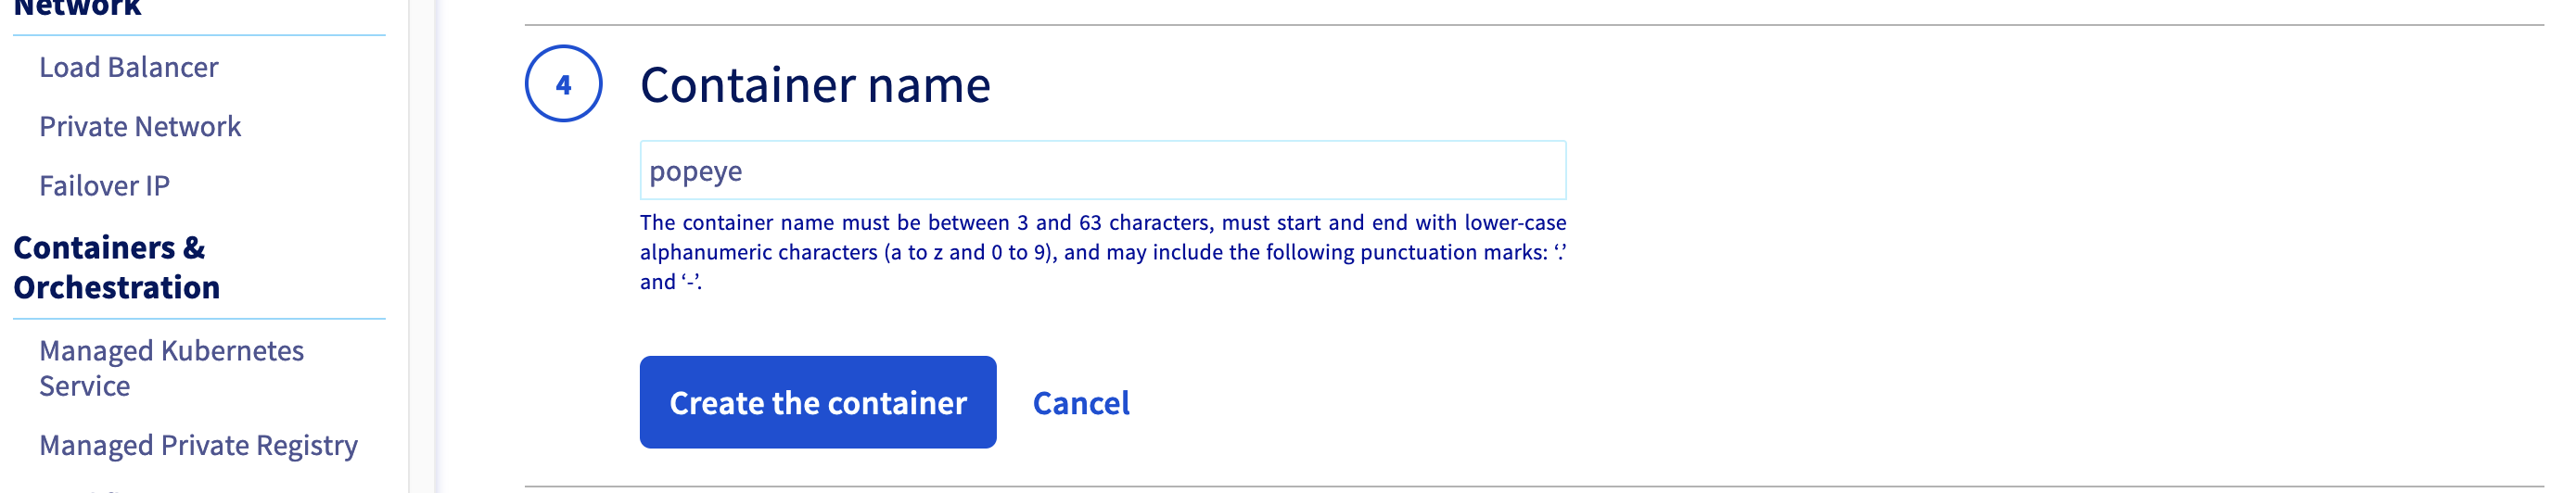 Network
Load Balancer
Private Network
Failover IP
Containers &
Orchestration
Managed Kubernetes
Service
Managed Private Registry
4
Container name
popeye
The container name must be between 3 and 63 characters, must start and end with lower-case
alphanumeric characters (a to z and 0 to 9), and may include the following punctuation marks: ‘.’
and ‘-’.
Create the container
Cancel